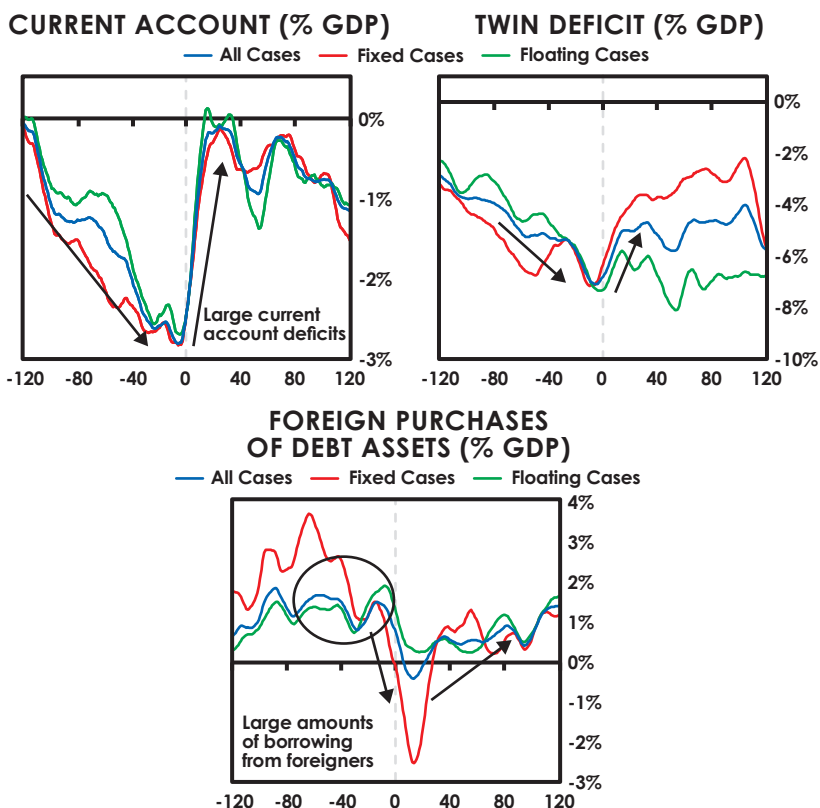 CURRENT ACCOUNT (% GDP)
All Cases Fixed Cases Floating Cases
0%
-1%
-2%
-3%
Large current
account deficits
-120 -80 -40 0 40 80 120
TWIN DEFICIT (% GDP)
0%
-2%
-4%
-6%
-8%
-10%
-120 -80 -40 0 40 80 120
FOREIGN PURCHASES
OF DEBT ASSETS (% GDP)
All Cases Fixed Cases Floating Cases
4%
3%
2%
1%
0%
-1%
-2%
-3%
Large amounts
of borrowing
from foreigners
-120 -80 -40 0 40 80 120